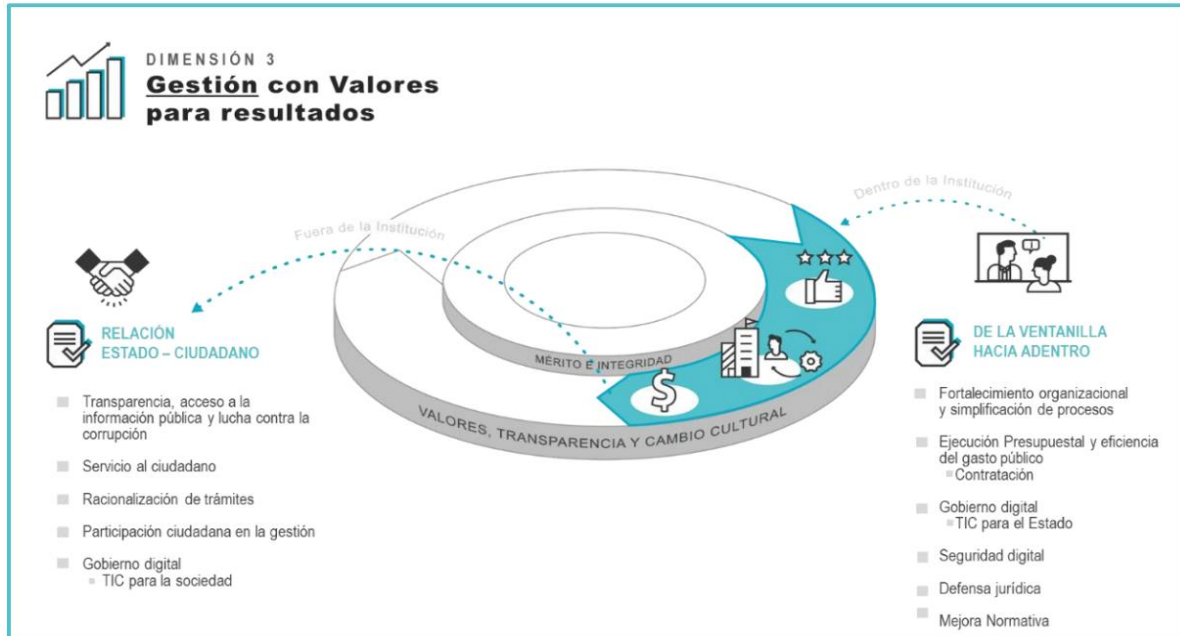 DIMENSIÓN 3
Gestión con Valores
para resultados
Fuera de la Institución
Dentro de la Institución
MÉRITO E INTEGRIDAD
VALORES, TRANSPARENCIA Y CAMBIO CULTURAL
$
RELACIÓN
ESTADO – CIUDADANO
Transparencia, acceso a la
información pública y lucha contra la
corrupción
Servicio al ciudadano
Racionalización de trámites
Participación ciudadana en la gestión
Gobierno digital
TIC para la sociedad
DE LA VENTANILLA
HACIA ADENTRO
Fortalecimiento organizacional
y simplificación de procesos
Ejecución Presupuestal y eficiencia
del gasto público
Contratación
Gobierno digital
TIC para el Estado
Seguridad digital
Defensa jurídica
Mejora Normativa